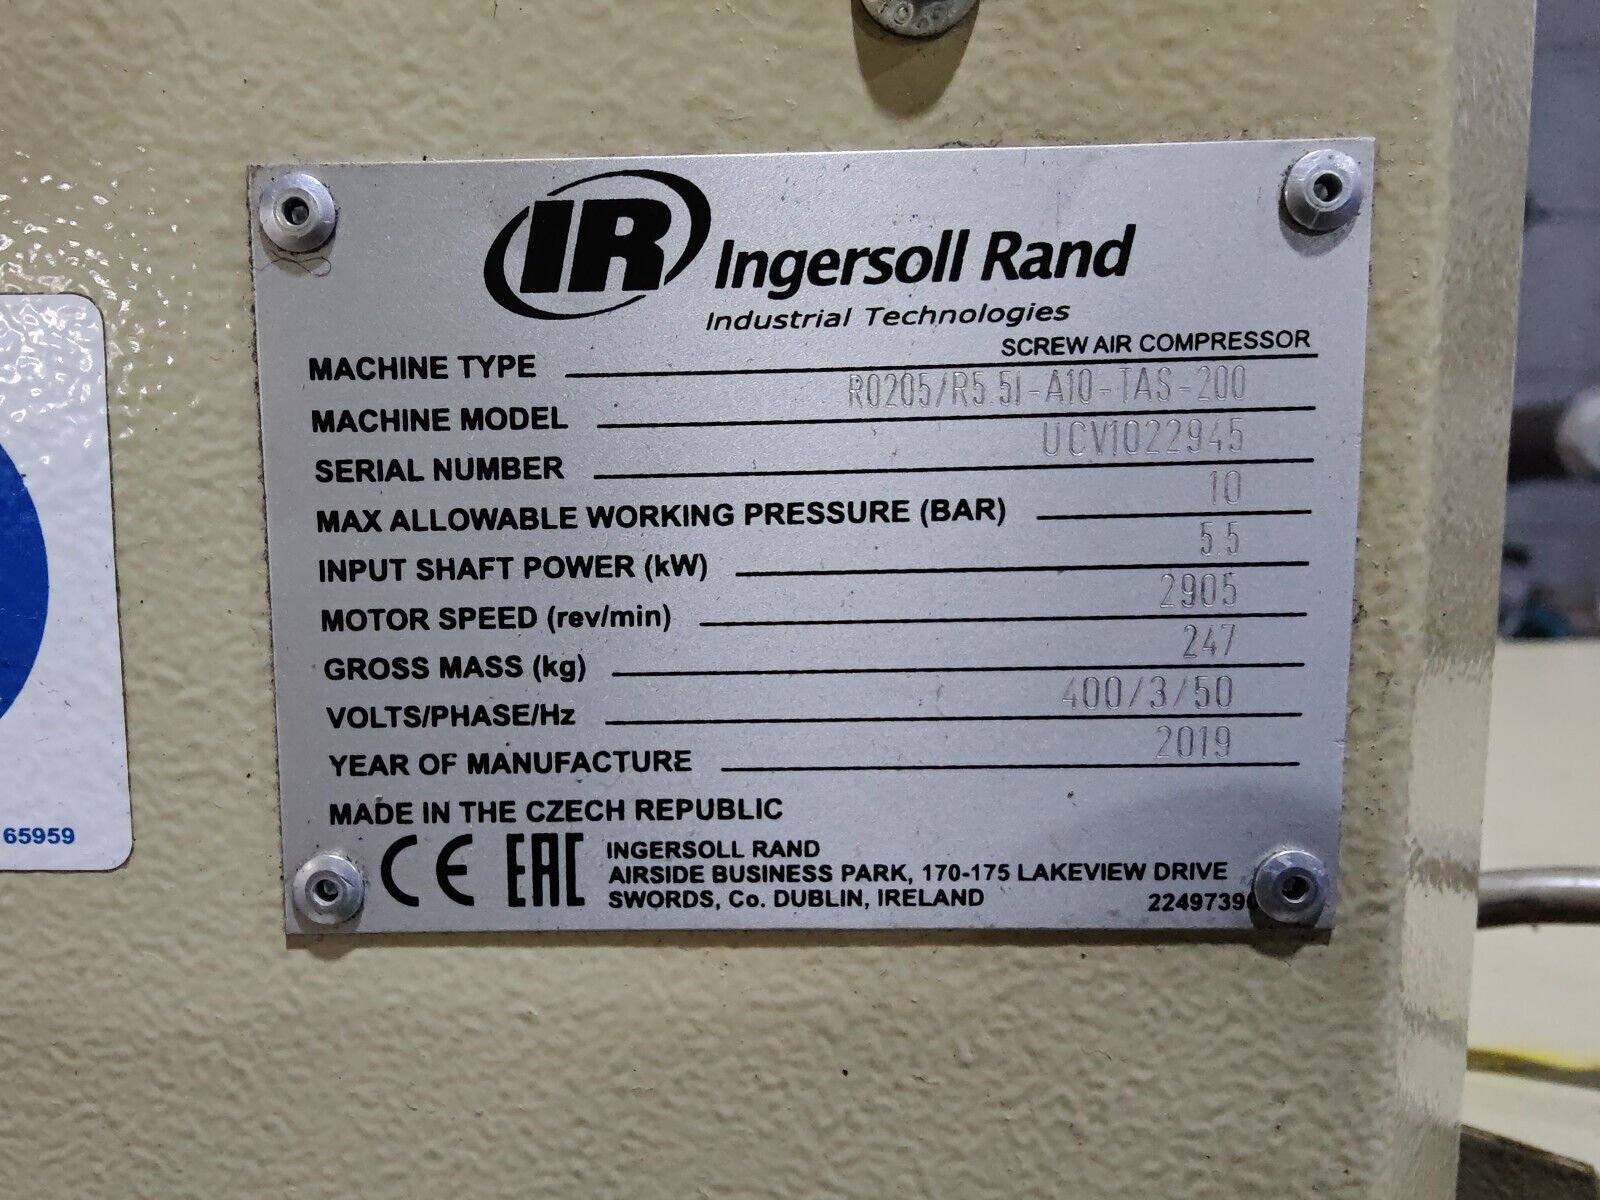 IR Ingersoll Rand
Industrial Technologies
MACHINE TYPE SCREW AIR COMPRESSOR
MACHINE MODEL R0205/R5.5I-A10-TAS-200
SERIAL NUMBER UCV1022945
MAX ALLOWABLE WORKING PRESSURE (BAR) 10
INPUT SHAFT POWER (kW) 5.5
MOTOR SPEED (rev/min) 2905
GROSS MASS (kg) 247
VOLTS/PHASE/Hz 400/3/50
YEAR OF MANUFACTURE 2019
MADE IN THE CZECH REPUBLIC
CE EAC INGERSOLL RAND
AIRSIDE BUSINESS PARK, 170-175 LAKEVIEW DRIVE
SWORDS, Co. DUBLIN, IRELAND
65959